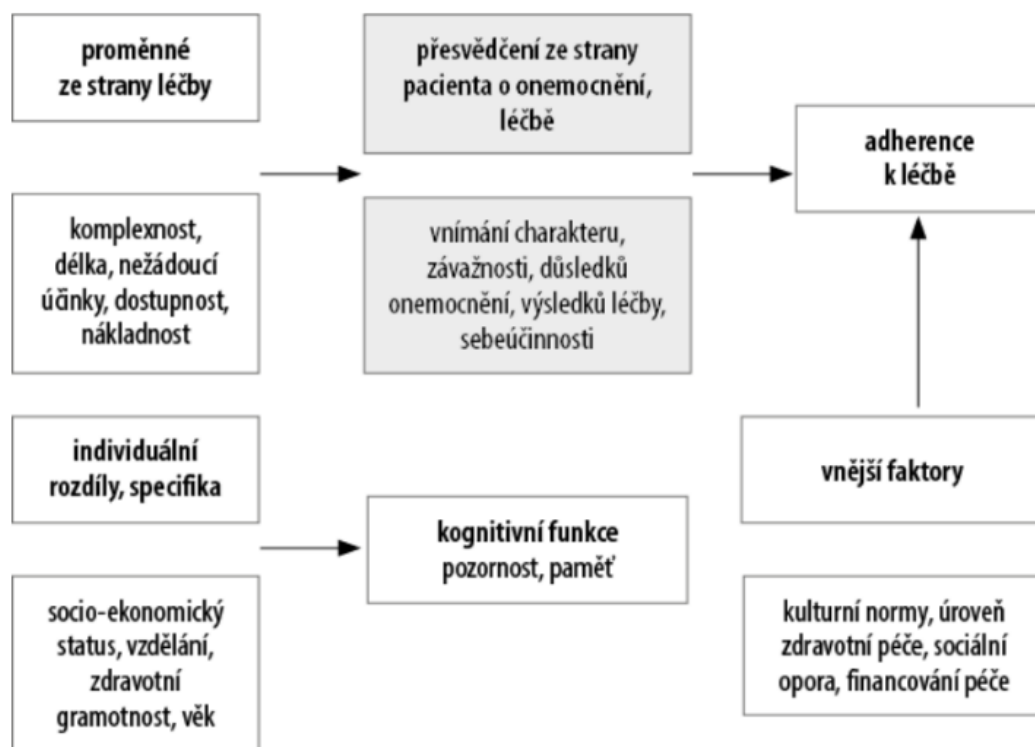 proměnné
ze strany léčby
přesvědčení ze strany
pacienta o onemocnění,
léčbě
adherence
k léčbě
komplexnost,
délka, nežádoucí
účinky, dostupnost,
nákladnost
vnímání charakteru,
závažnosti, důsledků
onemocnění, výsledků léčby,
sebeúčinnosti
individuální
rozdíly, specifika
kognitivní funkce
pozornost, paměť
vnější faktory
socio-ekonomický
status, vzdělání,
zdravotní
gramotnost, věk
kulturní normy, úroveň
zdravotní péče, sociální
opora, financování péče